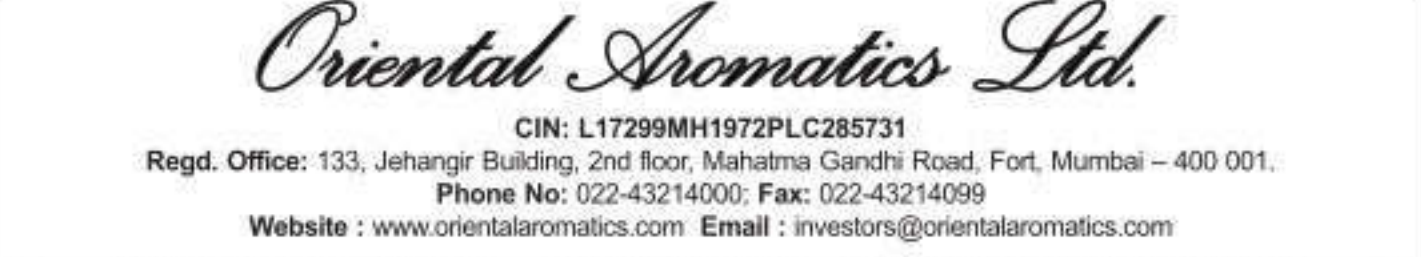 Oriental Aromatics Ltd.
CIN: L17299MH1972PLC285731
Regd. Office: 133, Jehangir Building, 2nd floor, Mahatma Gandhi Road, Fort, Mumbai – 400 001.
Phone No: 022-43214000; Fax: 022-43214099
Website : www.orientalaromatics.com Email : investors@orientalaromatics.com